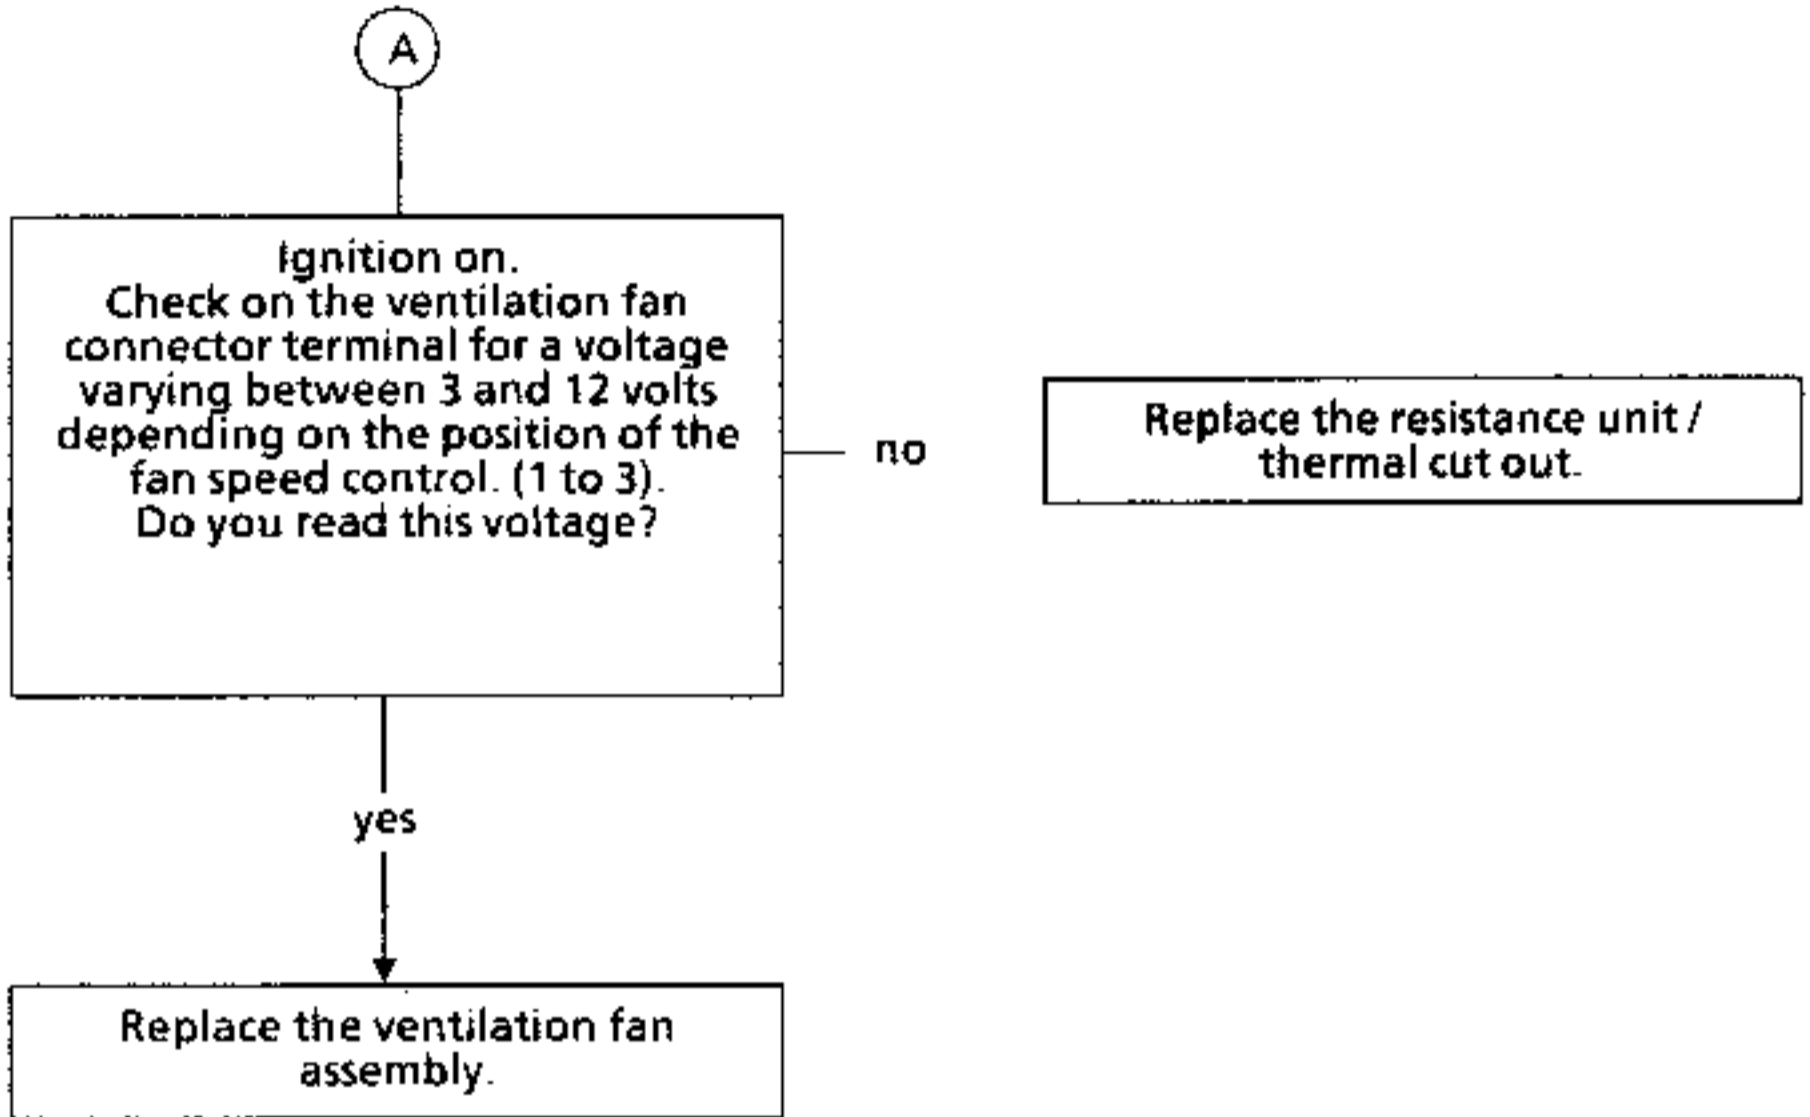 A
Ignition on.
Check on the ventilation fan
connector terminal for a voltage
varying between 3 and 12 volts
depending on the position of the
fan speed control. (1 to 3).
Do you read this voltage?
no
Replace the resistance unit /
thermal cut out.
yes
Replace the ventilation fan
assembly.